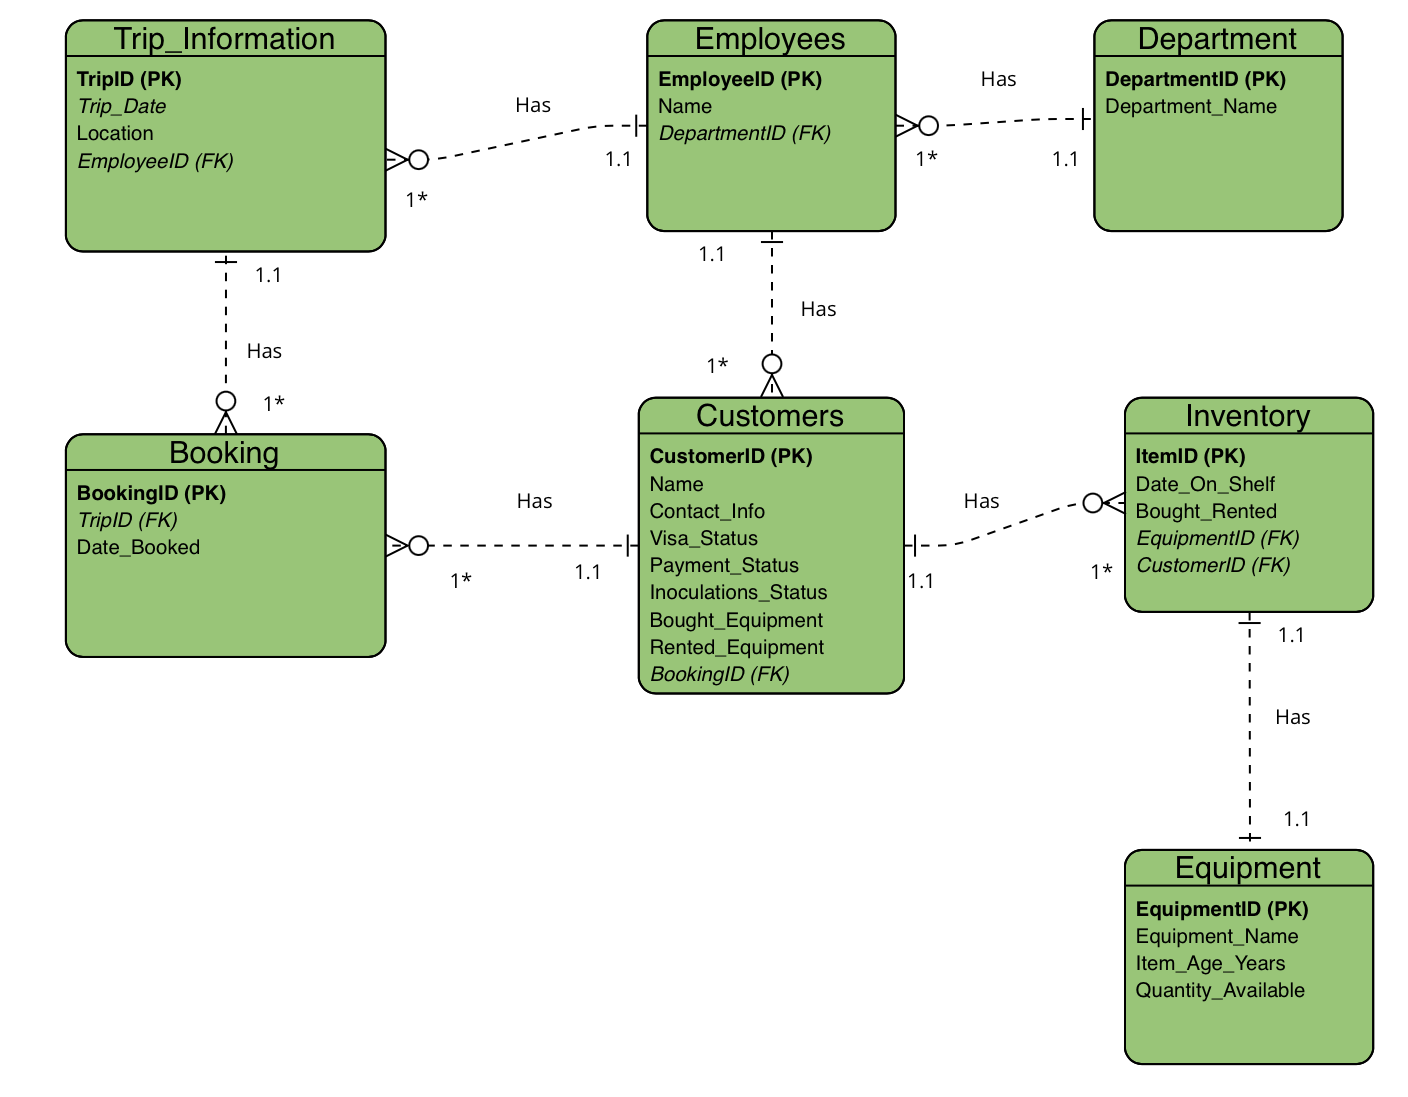 Trip_Information
TripID (PK)
Trip_Date
Location
EmployeeID (FK)
Has
1.1
1*
Employees
EmployeeID (PK)
Name
DepartmentID (FK)
Has
1*
1.1
Department
DepartmentID (PK)
Department_Name
1.1
Has
1*
1.1
Has
1*
Booking
BookingID (PK)
TripID (FK)
Date_Booked
Has
1*
1.1
Customers
CustomerID (PK)
Name
Contact_Info
Visa_Status
Payment_Status
Inoculations_Status
Bought_Equipment
Rented_Equipment
BookingID (FK)
Has
1.1
1*
Inventory
ItemID (PK)
Date_On_Shelf
Bought_Rented
EquipmentID (FK)
CustomerID (FK)
1.1
Has
1.1
Equipment
EquipmentID (PK)
Equipment_Name
Item_Age_Years
Quantity_Available